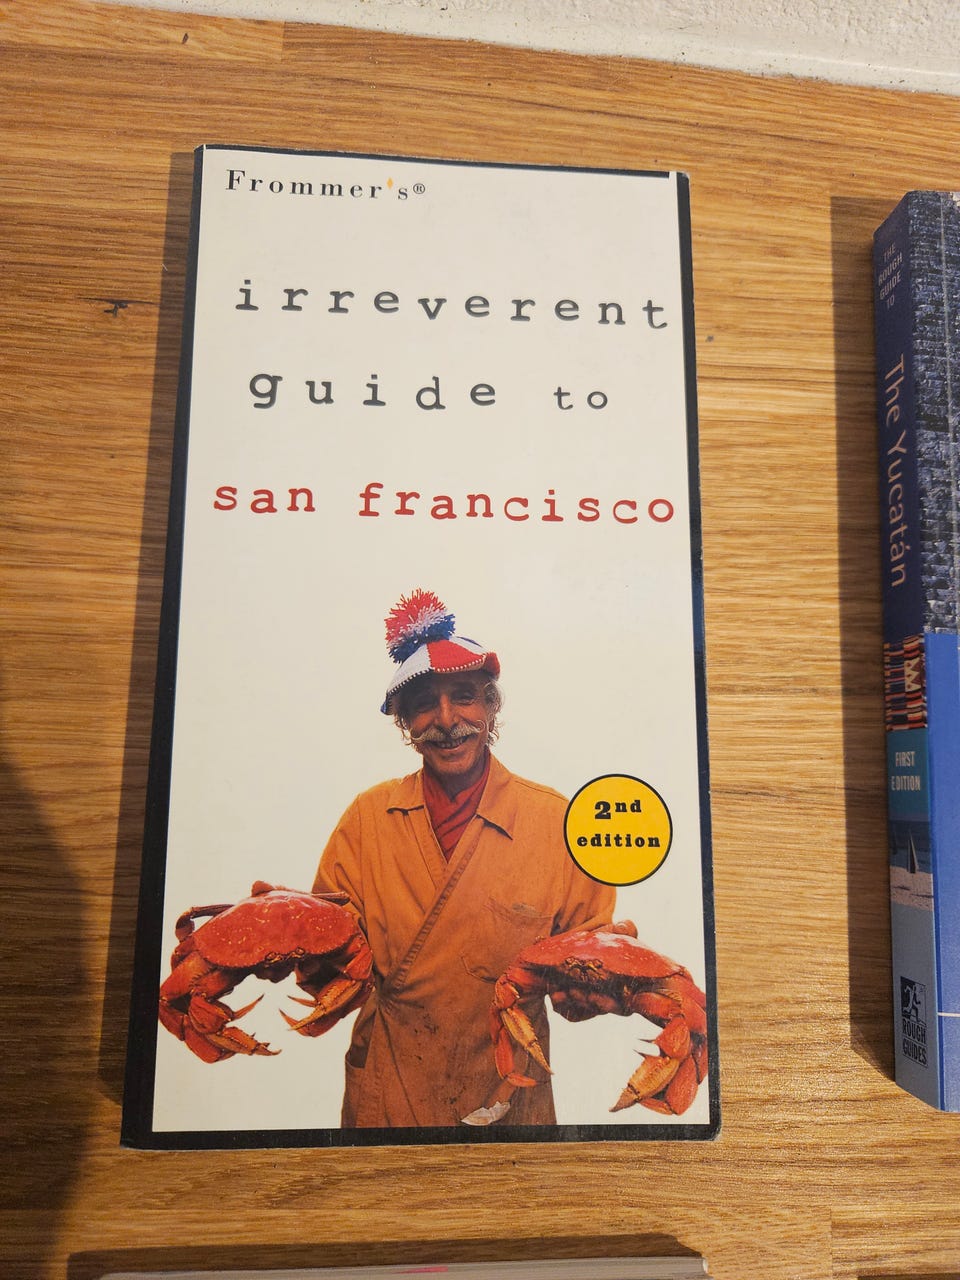 Frommer's®
irreverent
guide to
san francisco
2nd
edition
THE
ROUGH
GUIDE
TO
The Yucatán
FIRST
EDITION
ROUGH
GUIDES